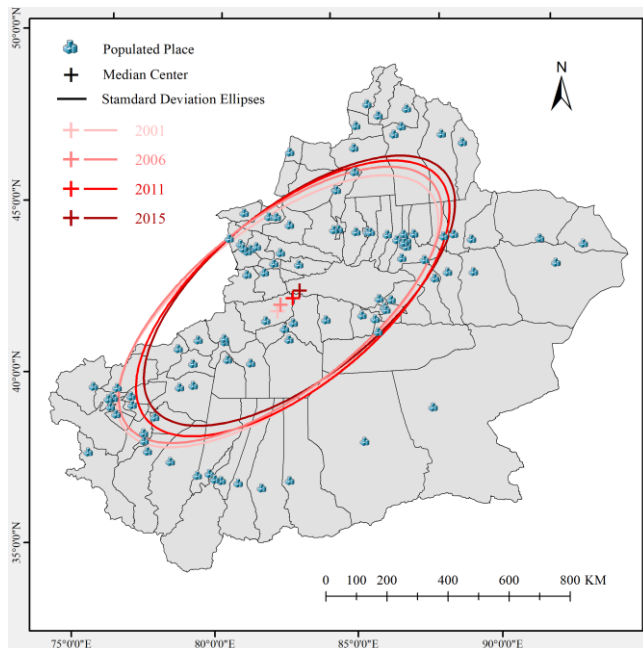 50°0'0"N
45°0'0"N
40°0'0"N
35°0'0"N
Populated Place
Median Center
Stamdard Deviation Ellipses
2001
2006
2011
2015
N
0 100 200 400 600 800 KM
75°0'0"E 80°0'0"E 85°0'0"E 90°0'0"E